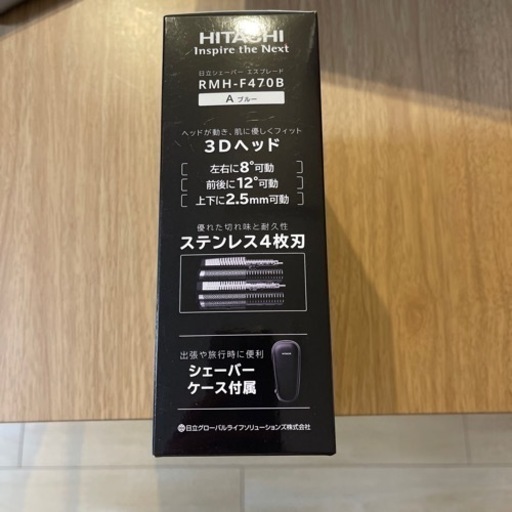 HITACHI
Inspire the Next
日立シェーバー エスブレード
RMH-F470B
A ブルー
ヘッドが動き、肌に優しくフィット
3Dヘッド
左右に8°可動
前後に12°可動
上下に2.5mm可動
優れた切れ味と耐久性
ステンレス4枚刃
出張や旅行時に便利
シェーバー
ケース付属
HITACHI
日立グローバルライフソリューションズ株式会社